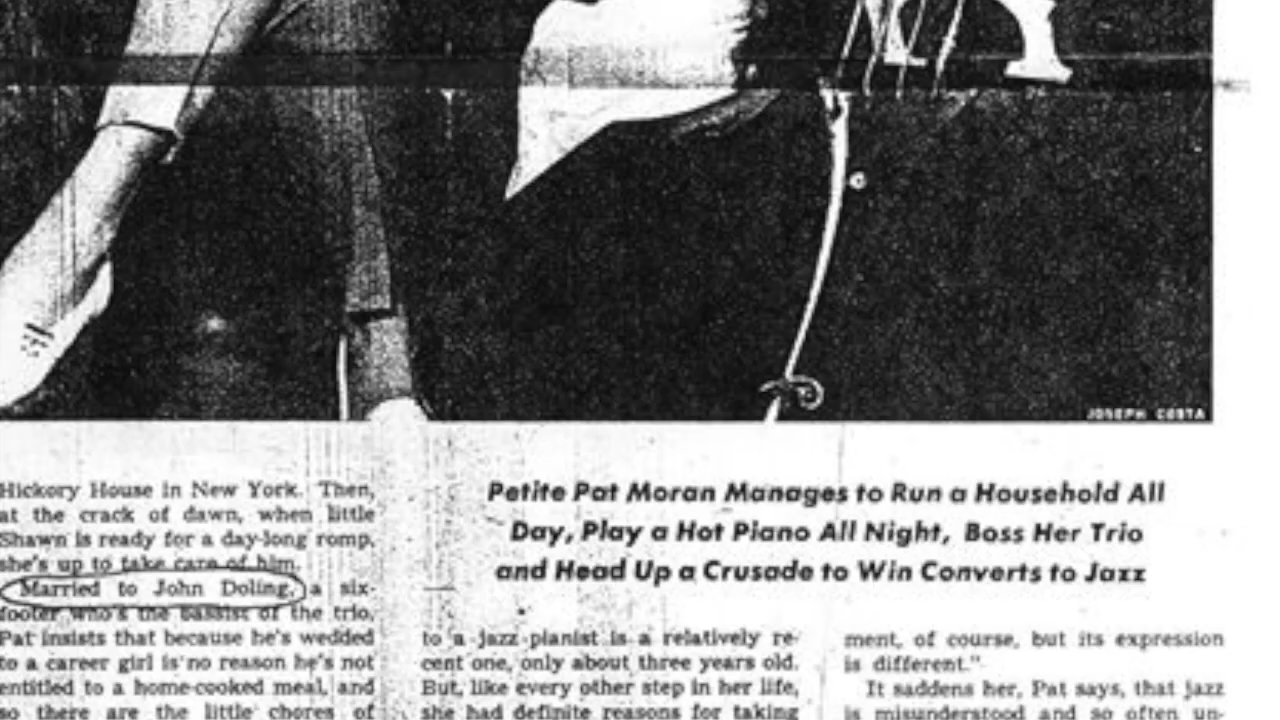 JOSEPH COSTA
Hickory House in New York. Then,
at the crack of dawn, when little
Shawn is ready for a day-long romp,
she's up to take care of him.
Married to John Doling, a six-
footer who's the bassist of the trio,
Pat insists that because he's wedded
to a career girl is no reason he's not
entitled to a home-cooked meal, and
so there are the little chores of
Petite Pat Moran Manages to Run a Household All
Day, Play a Hot Piano All Night, Boss Her Trio
and Head Up a Crusade to Win Converts to Jazz
to a jazz pianist is a relatively re-
cent one, only about three years old.
But, like every other step in her life,
she had definite reasons for taking
ment, of course, but its expression
is different."
It saddens her, Pat says, that jazz
is misunderstood and so often un-